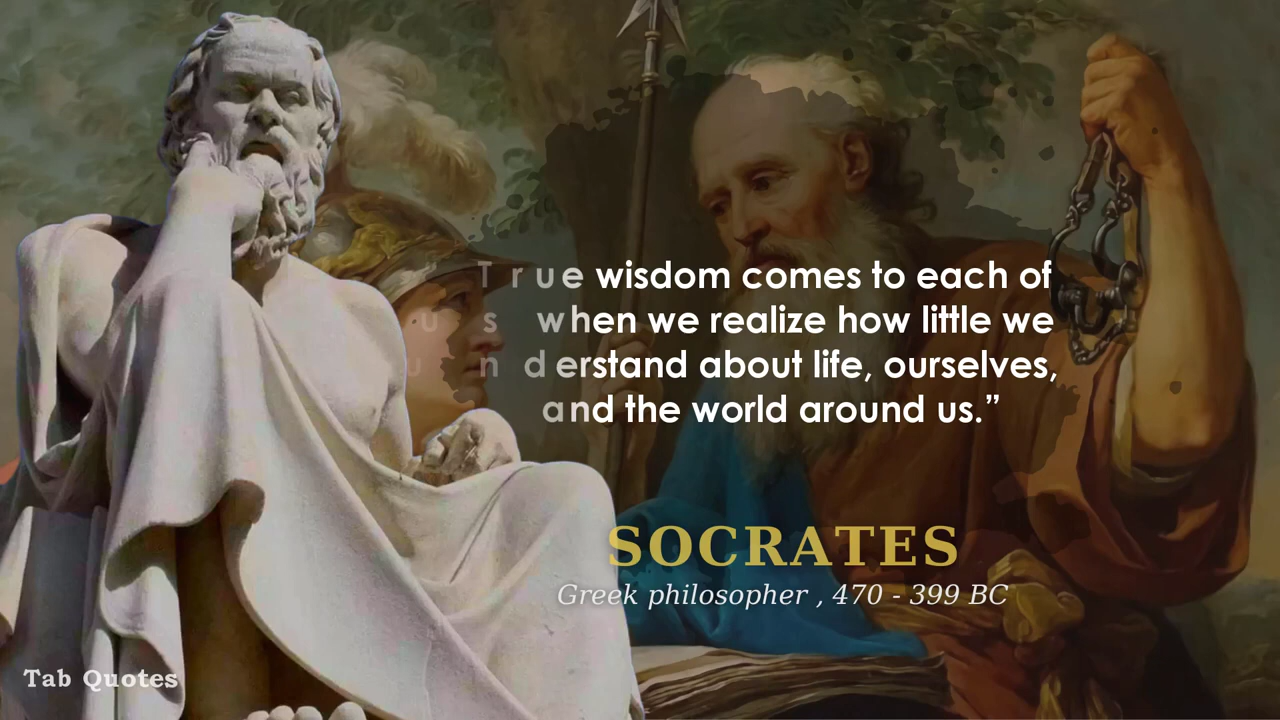 True wisdom comes to each of
us when we realize how little we
understand about life, ourselves,
and the world around us.”
SOCRATES
Greek philosopher , 470 - 399 BC
Tab Quotes